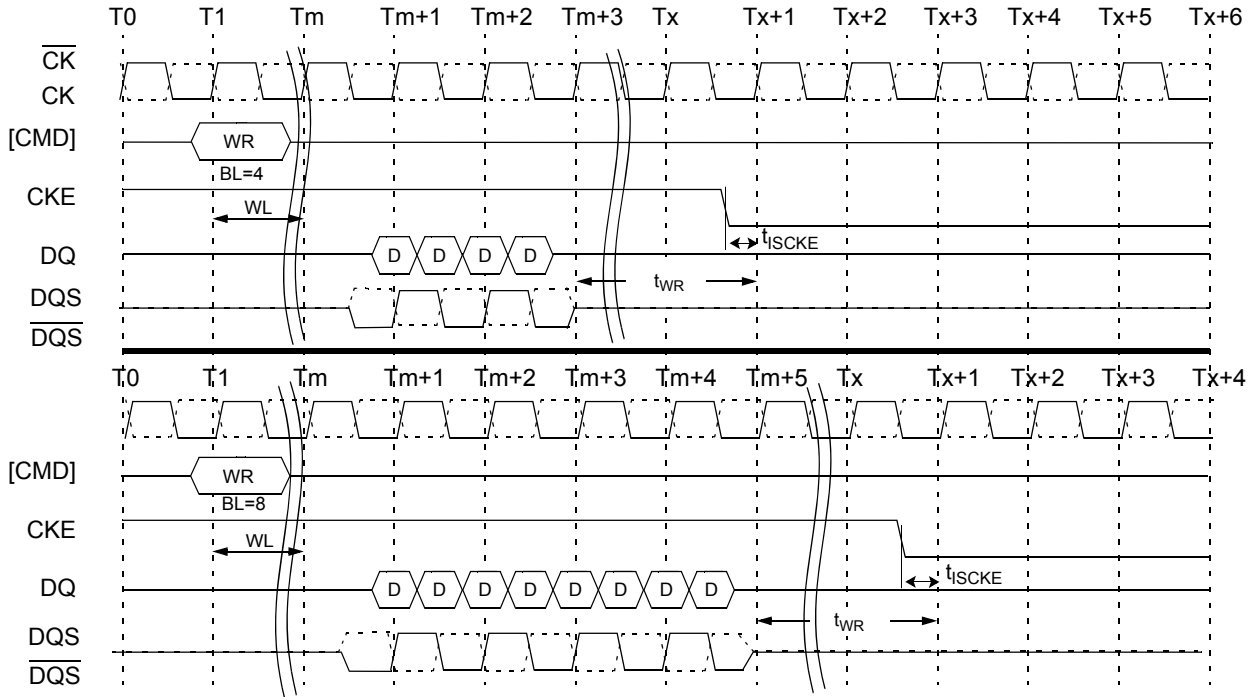 T0 T1 Tm Tm+1 Tm+2 Tm+3 Tx Tx+1 Tx+2 Tx+3 Tx+4 Tx+5 Tx+6
CK
CK
[CMD] WR
BL=4
CKE
WL
tISCKE
DQ D D D D
tWR
DQS
DQS
T0 T1 Tm Tm+1 Tm+2 Tm+3 Tm+4 Tm+5 Tx Tx+1 Tx+2 Tx+3 Tx+4
[CMD] WR
BL=8
CKE
WL
tISCKE
DQ D D D D D D D D
tWR
DQS
DQS